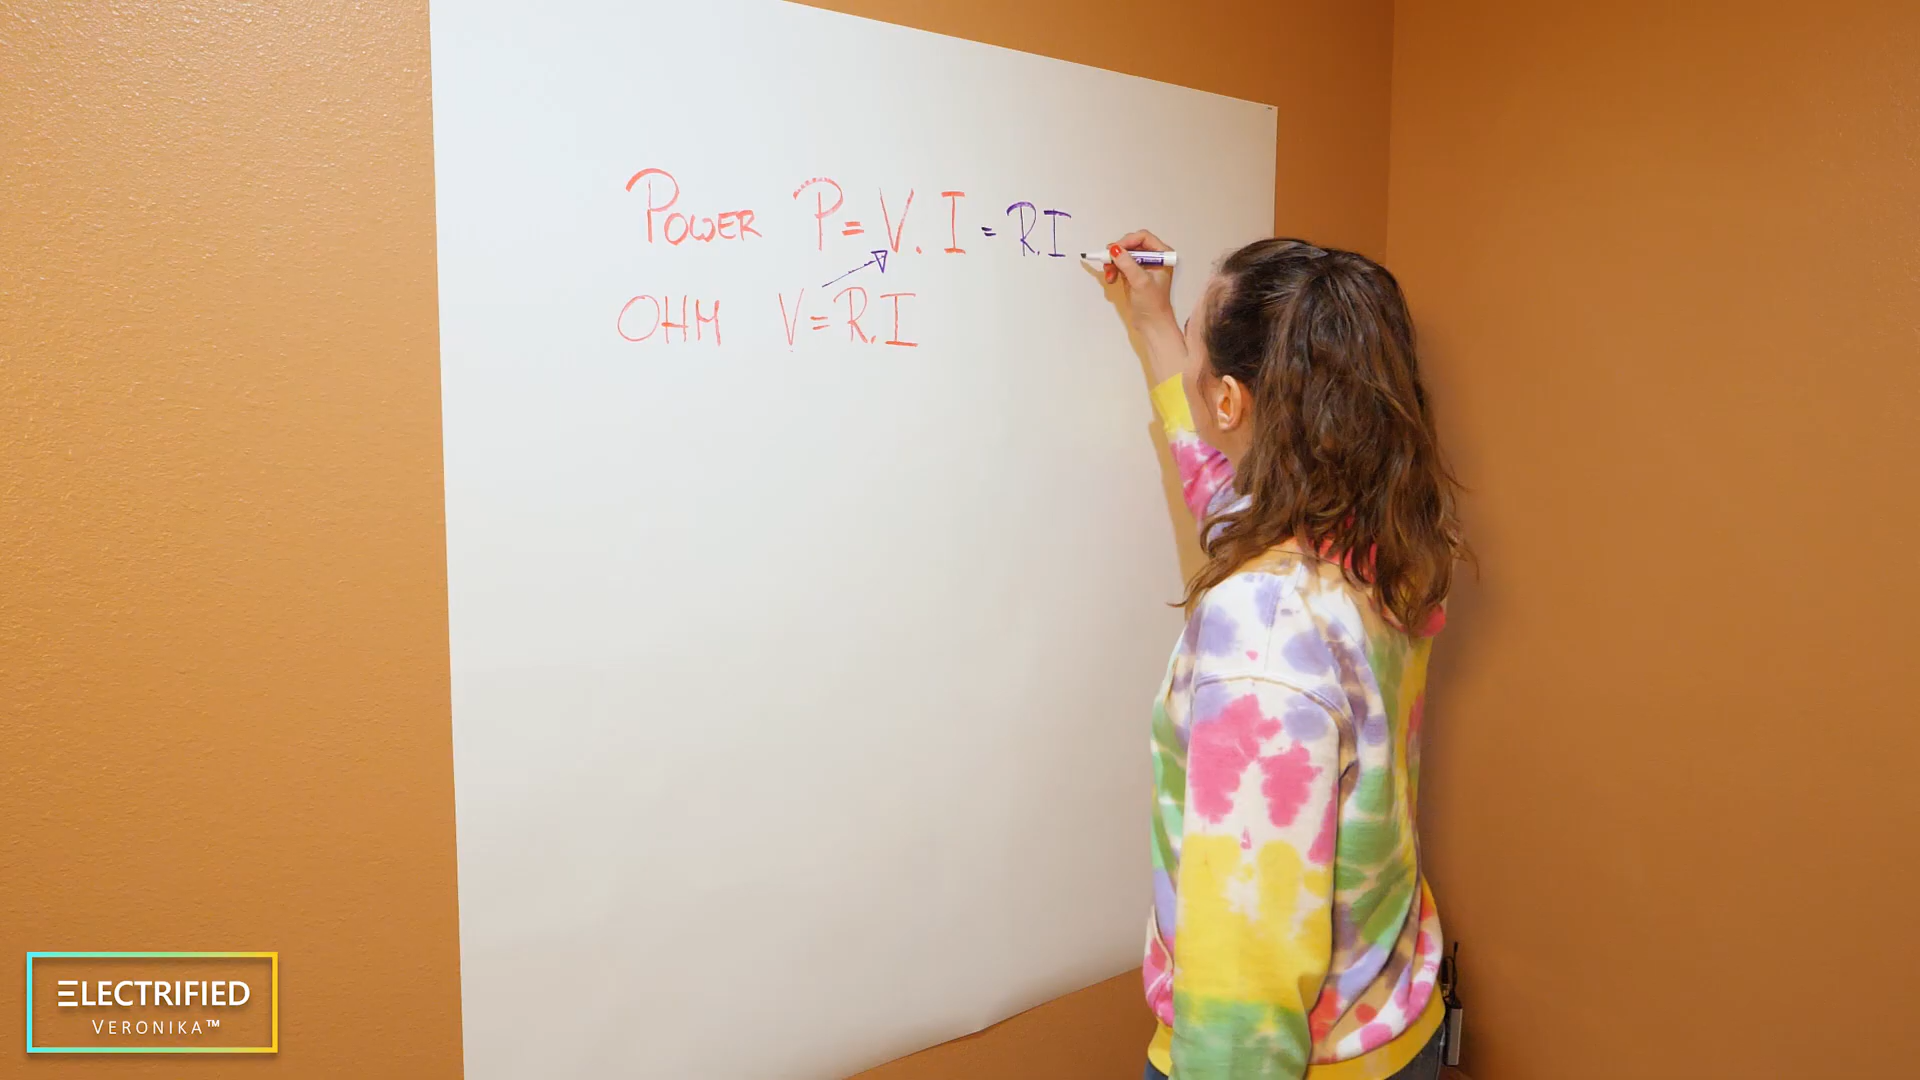 POWER P = V. I = R.I
OHM V = R.I
ELECTRIFIED
VERONIKA™